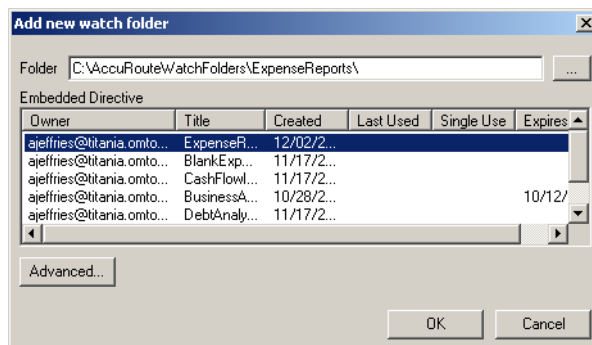 Add new watch folder
Folder C:\AccuRouteWatchFolders\ExpenseReports\ ...
Embedded Directive
Owner Title Created Last Used Single Use Expires
ajeffries@titania.omto... ExpenseR... 12/02/2...
ajeffries@titania.omto... BlankExp... 11/17/2...
ajeffries@titania.omto... CashFlowI... 11/17/2...
ajeffries@titania.omto... BusinessA... 10/28/2... 10/12/
ajeffries@titania.omto... DebtAnaly... 11/17/2...
Advanced...
OK Cancel